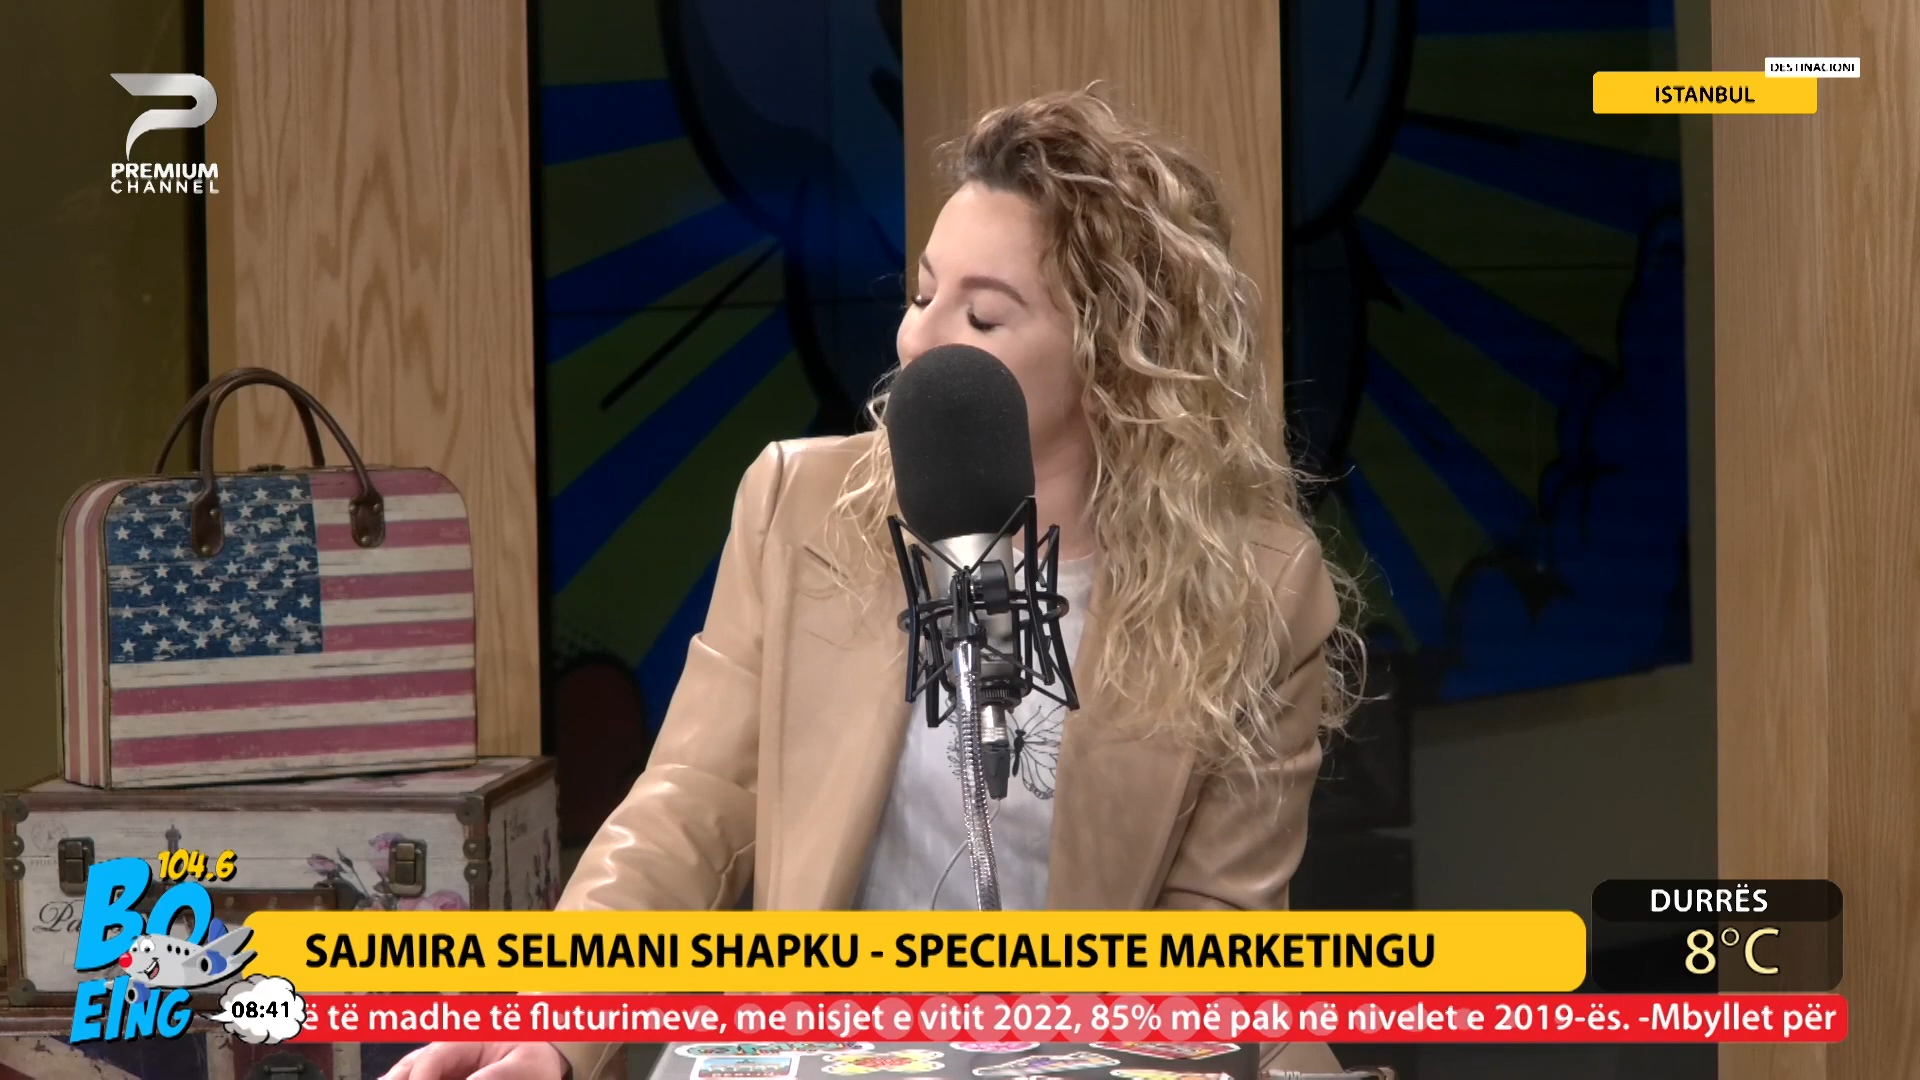 PREMIUM
CHANNEL
DESTINACIONI
ISTANBUL
104.6
BO
EING
08:41
SAJMIRA SELMANI SHAPKU - SPECIALISTE MARKETINGU
DURRËS
8°C
ë të madhe të fluturimeve, me nisjet e vitit 2022, 85% më pak në nivelet e 2019-ës. -Mbyllet për